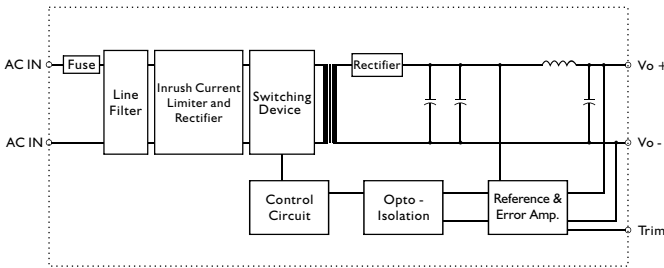 AC IN
Fuse
Line
Filter
Inrush Current
Limiter and
Rectifier
Switching
Device
Rectifier
Vo +
AC IN
Vo -
Control
Circuit
Opto -
Isolation
Reference &
Error Amp.
Trim